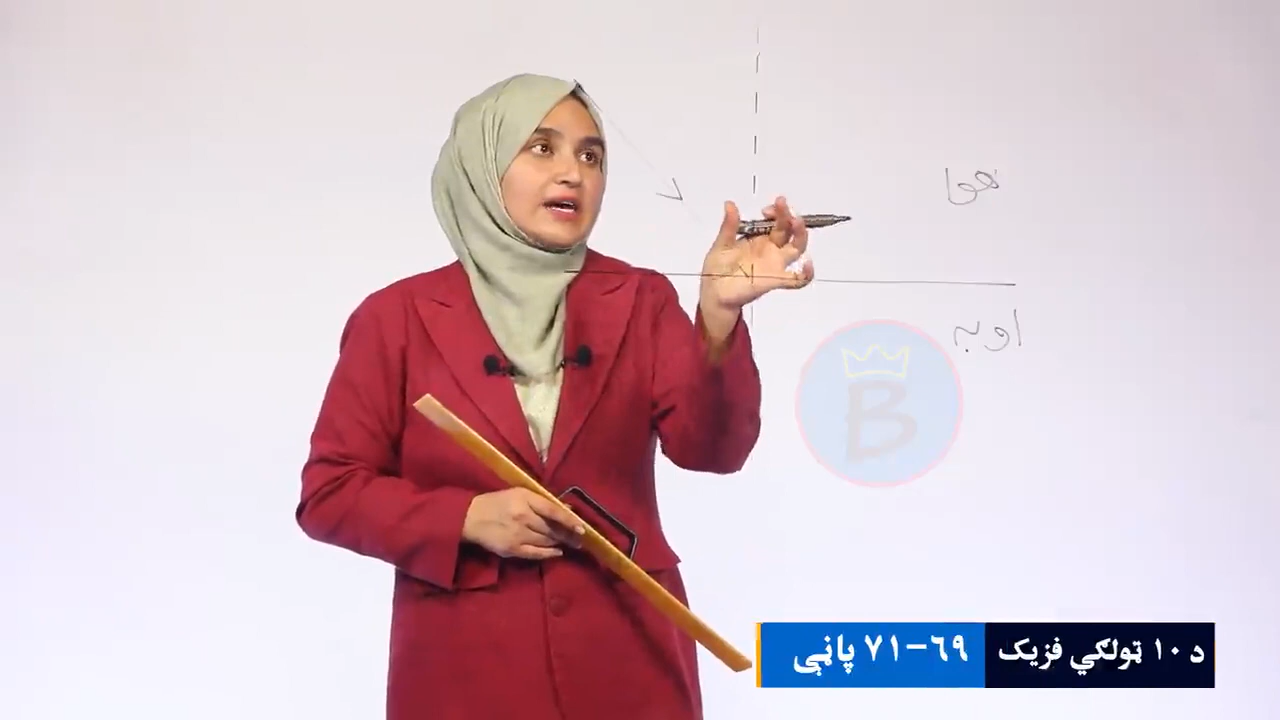 هوا
اوبه
B
د ۱۰ ټولګي فزیک
۶۹-۷۱ پاڼې